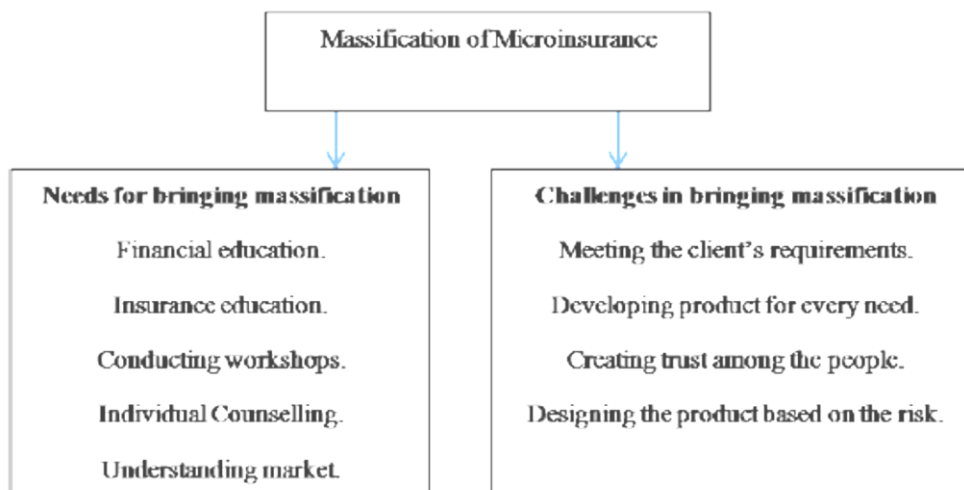 Massification of Microinsurance
Needs for bringing massification
Financial education.
Insurance education.
Conducting workshops.
Individual Counselling.
Understanding market.
Challenges in bringing massification
Meeting the client's requirements.
Developing product for every need.
Creating trust among the people.
Designing the product based on the risk.